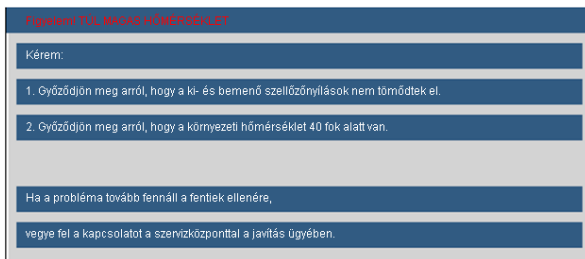 Figyelem! TÚL MAGAS HŐMÉRSÉKLET
Kérem:
1. Győződjön meg arról, hogy a ki- és bemenő szellőzőnyílások nem tömődtek el.
2. Győződjön meg arról, hogy a környezeti hőmérséklet 40 fok alatt van.
Ha a probléma tovább fennáll a fentiek ellenére,
vegye fel a kapcsolatot a szervizközponttal a javítás ügyében.